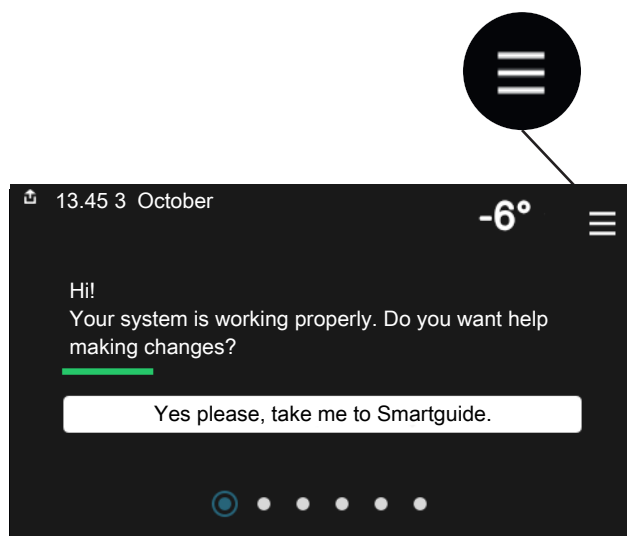 13.45 3 October
-6°
Hi!
Your system is working properly. Do you want help
making changes?
Yes please, take me to Smartguide.